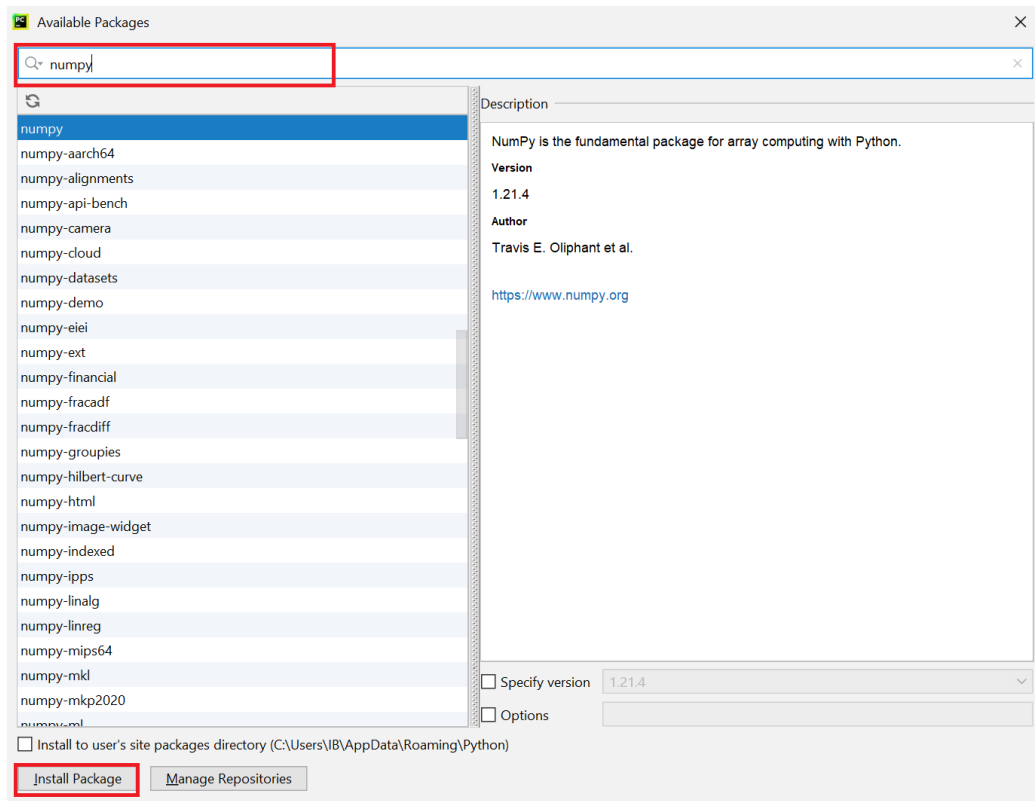 PC
Available Packages
numpy
numpy
numpy-aarch64
numpy-alignments
numpy-api-bench
numpy-camera
numpy-cloud
numpy-datasets
numpy-demo
numpy-eiei
numpy-ext
numpy-financial
numpy-fracadf
numpy-fracdiff
numpy-groupies
numpy-hilbert-curve
numpy-html
numpy-image-widget
numpy-indexed
numpy-ipps
numpy-linalg
numpy-linreg
numpy-mips64
numpy-mkl
numpy-mkp2020
numpy-ml
Description
NumPy is the fundamental package for array computing with Python.
Version
1.21.4
Author
Travis E. Oliphant et al.
https://www.numpy.org
Specify version 1.21.4
Options
Install to user's site packages directory (C:\Users\IB\AppData\Roaming\Python)
Install Package Manage Repositories